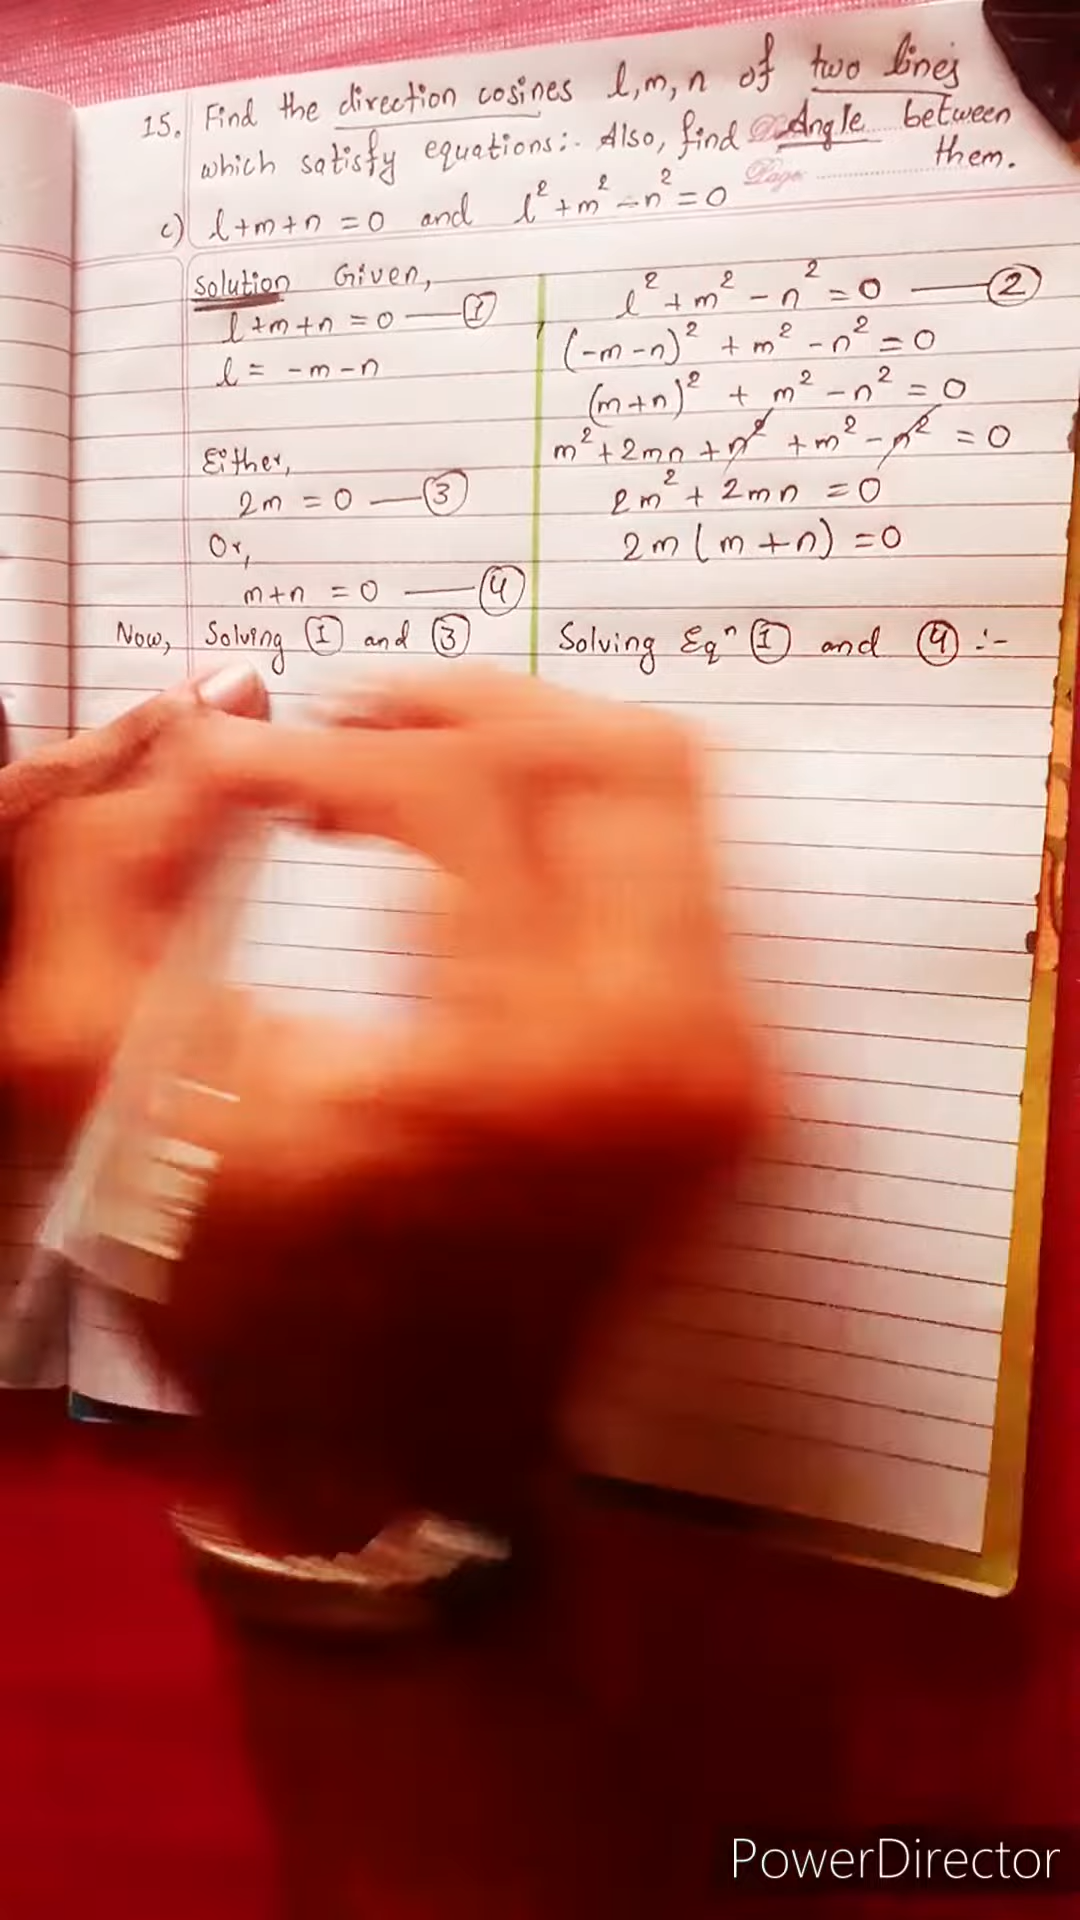 15. Find the direction cosines l, m, n of two lines
which satisfy equations:- Also, find Angle between
them.
Page:
c) l+m+n = 0 and l²+m²-n² = 0
Solution Given,
l+m+n = 0 — ①
l = -m-n
Either,
2m = 0 — ③
Or,
m+n = 0 — ④
Now, Solving ① and ③
l²+m²-n² = 0 — ②
(-m-n)² + m² - n² = 0
(m+n)² + m² - n² = 0
m²+2mn+n² +m²-n² = 0
2m² + 2mn = 0
2m(m+n) = 0
Solving Eqⁿ ① and ④ :-
PowerDirector